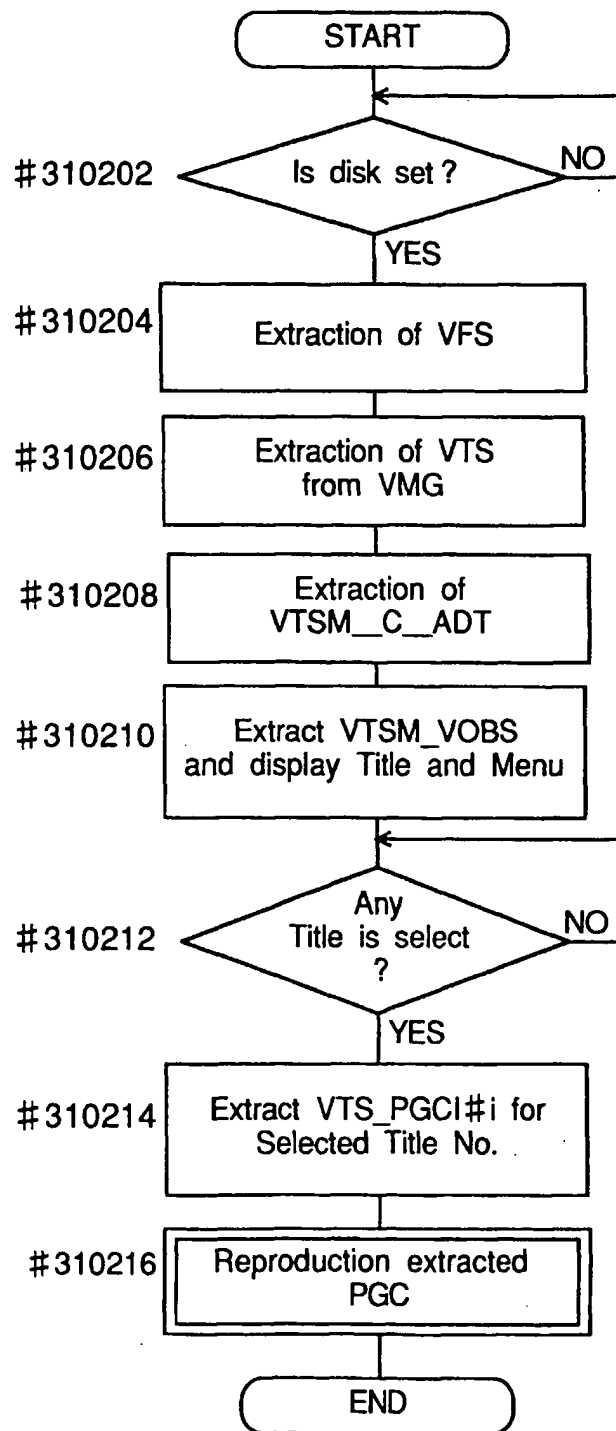 START
#310202
Is disk set?
NO
YES
#310204
Extraction of VFS
#310206
Extraction of VTS
from VMG
#310208
Extraction of
VTSM__C__ADT
#310210
Extract VTSM_VOBS
and display Title and Menu
#310212
Any
Title is select
?
NO
YES
#310214
Extract VTS_PGCI#i for
Selected Title No.
#310216
Reproduction extracted
PGC
END